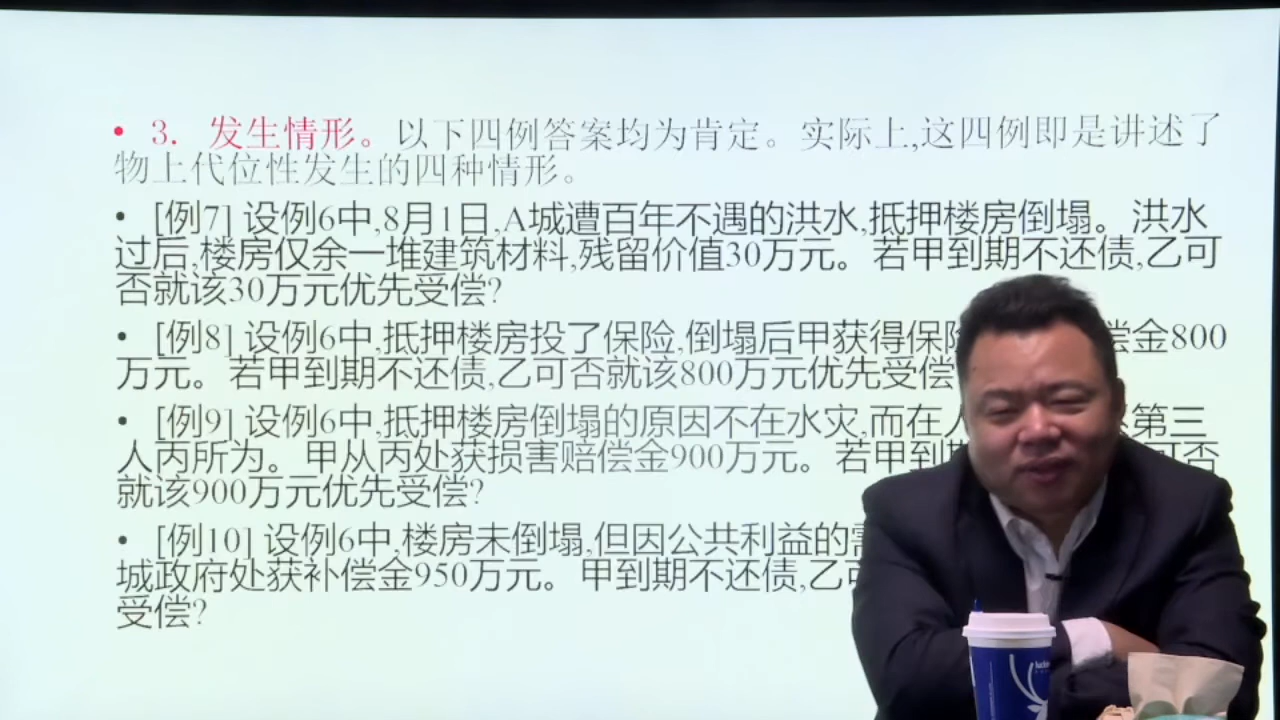 • 3. 发生情形。以下四例答案均为肯定。实际上,这四例即是讲述了
物上代位性发生的四种情形。
• [例7] 设例6中,8月1日,A城遭百年不遇的洪水,抵押楼房倒塌。洪水
过后,楼房仅余一堆建筑材料,残留价值30万元。若甲到期不还债,乙可
否就该30万元优先受偿?
• [例8] 设例6中,抵押楼房投了保险,倒塌后甲获得保险 偿金800
万元。若甲到期不还债,乙可否就该800万元优先受偿
• [例9] 设例6中,抵押楼房倒塌的原因不在水灾,而在人 第三
人丙所为。甲从丙处获损害赔偿金900万元。若甲到期 可否
就该900万元优先受偿?
• [例10] 设例6中,楼房未倒塌,但因公共利益的需
城政府处获补偿金950万元。甲到期不还债,乙可
受偿?
luckin